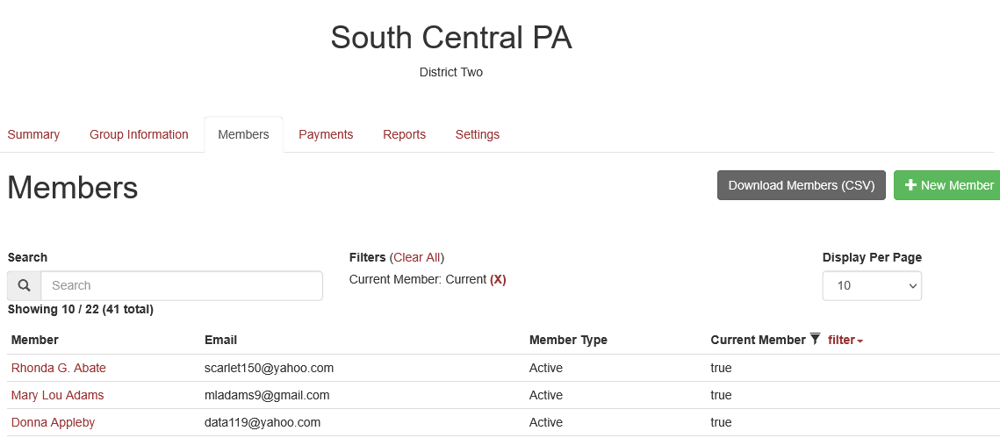 South Central PA
District Two
Summary Group Information Members Payments Reports Settings
Members
Download Members (CSV) New Member
Search Filters (Clear All) Display Per Page
Search Current Member: Current (X) 10
Showing 10 / 22 (41 total)
Member Email Member Type Current Member filter
Rhonda G. Abate scarlet150@yahoo.com Active true
Mary Lou Adams mladams9@gmail.com Active true
Donna Appleby data119@yahoo.com Active true